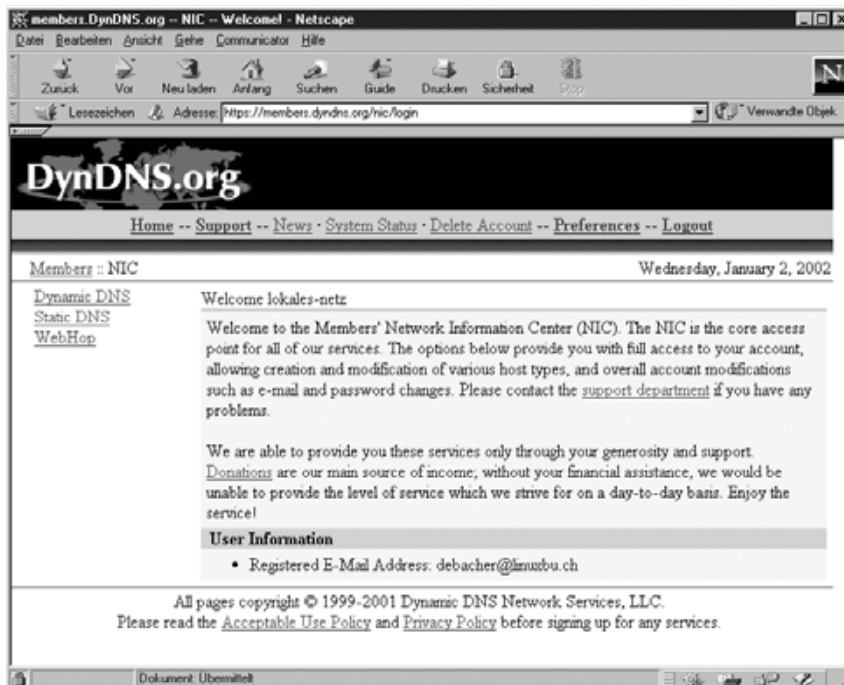 members.DynDNS.org -- NIC -- Welcome! - Netscape
Datei Bearbeiten Ansicht Gehe Communicator Hilfe
Zurück Vor Neu laden Anfang Suchen Guide Drucken Sicherheit Stop
Lesezeichen Adresse: https://members.dyndns.org/nic/login Verwandte Objek
N
DynDNS.org
Home -- Support -- News · System Status · Delete Account -- Preferences -- Logout
Members :: NIC Wednesday, January 2, 2002
Dynamic DNS
Static DNS
WebHop
Welcome lokales-netz
Welcome to the Members' Network Information Center (NIC). The NIC is the core access
point for all of our services. The options below provide you with full access to your account,
allowing creation and modification of various host types, and overall account modifications
such as e-mail and password changes. Please contact the support department if you have any
problems.
We are able to provide you these services only through your generosity and support.
Donations are our main source of income; without your financial assistance, we would be
unable to provide the level of service which we strive for on a day-to-day basis. Enjoy the
service!
User Information
• Registered E-Mail Address: debacher@linuxbu.ch
All pages copyright © 1999-2001 Dynamic DNS Network Services, LLC.
Please read the Acceptable Use Policy and Privacy Policy before signing up for any services.
Dokument: Übermittelt